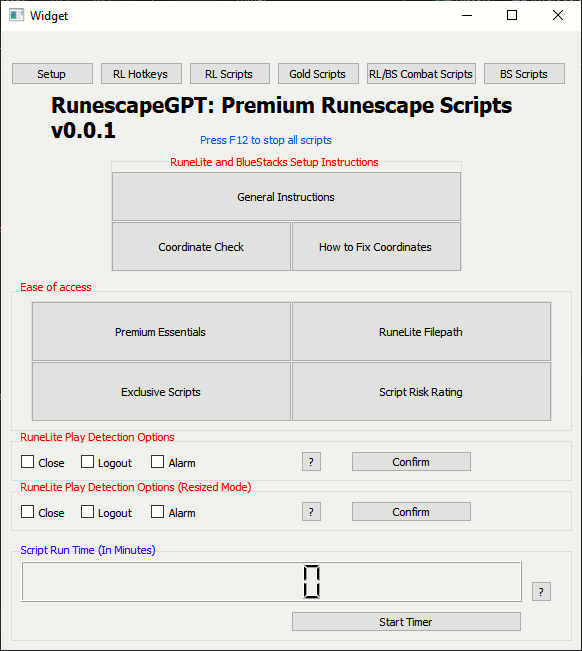 Widget
Setup
RL Hotkeys
RL Scripts
Gold Scripts
RL/BS Combat Scripts
BS Scripts
RunescapeGPT: Premium Runescape Scripts
v0.0.1
Press F12 to stop all scripts
RuneLite and BlueStacks Setup Instructions
General Instructions
Coordinate Check
How to Fix Coordinates
Ease of access
Premium Essentials
RuneLite Filepath
Exclusive Scripts
Script Risk Rating
RuneLite Play Detection Options
Close
Logout
Alarm
?
Confirm
RuneLite Play Detection Options (Resized Mode)
Close
Logout
Alarm
?
Confirm
Script Run Time (In Minutes)
0
?
Start Timer